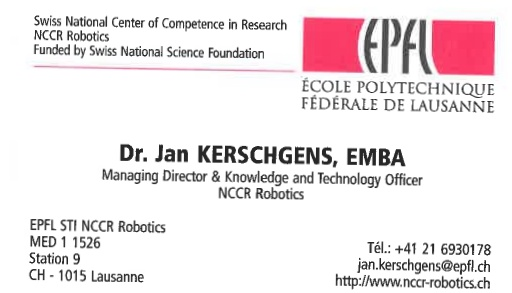 Swiss National Center of Competence in Research
NCCR Robotics
Funded by Swiss National Science Foundation
EPFL
ÉCOLE POLYTECHNIQUE
FÉDÉRALE DE LAUSANNE
Dr. Jan KERSCHGENS, EMBA
Managing Director & Knowledge and Technology Officer
NCCR Robotics
EPFL STI NCCR Robotics
MED 1 1526
Station 9
CH - 1015 Lausanne
Tél.: +41 21 6930178
jan.kerschgens@epfl.ch
http://www.nccr-robotics.ch